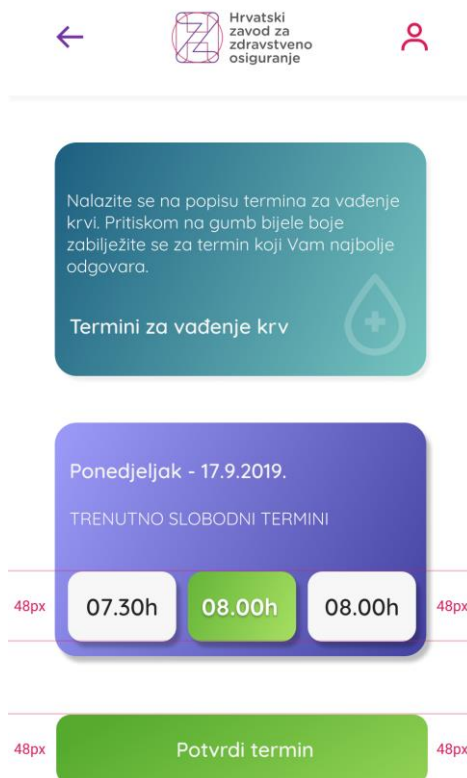 Hrvatski
zavod za
zdravstveno
osiguranje
Nalazite se na popisu termina za vađenje
krvi. Pritiskom na gumb bijele boje
zabilježite se za termin koji Vam najbolje
odgovara.
Termini za vađenje krv
Ponedjeljak - 17.9.2019.
TRENUTNO SLOBODNI TERMINI
48px 07.30h 08.00h 08.00h 48px
48px Potvrdi termin 48px